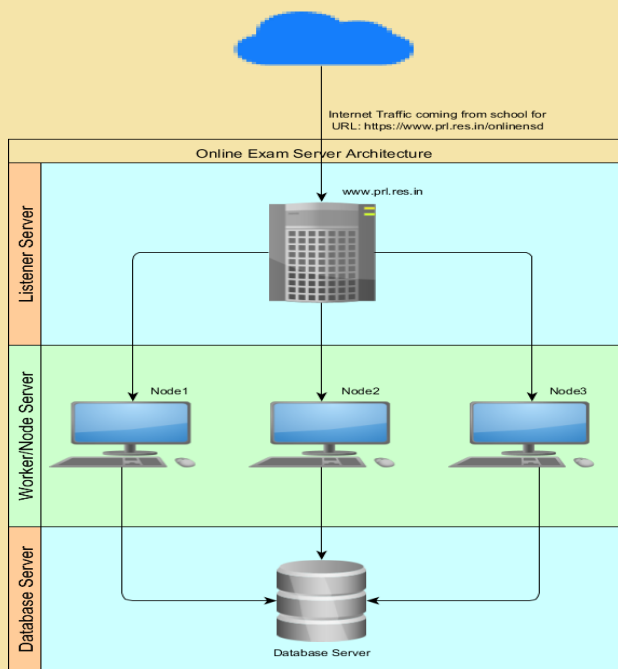 Internet Traffic coming from school for
URL: https://www.prl.res.in/onlinensd
Online Exam Server Architecture
Listener Server
www.prl.res.in
Worker/Node Server
Node1
Node2
Node3
Database Server
Database Server